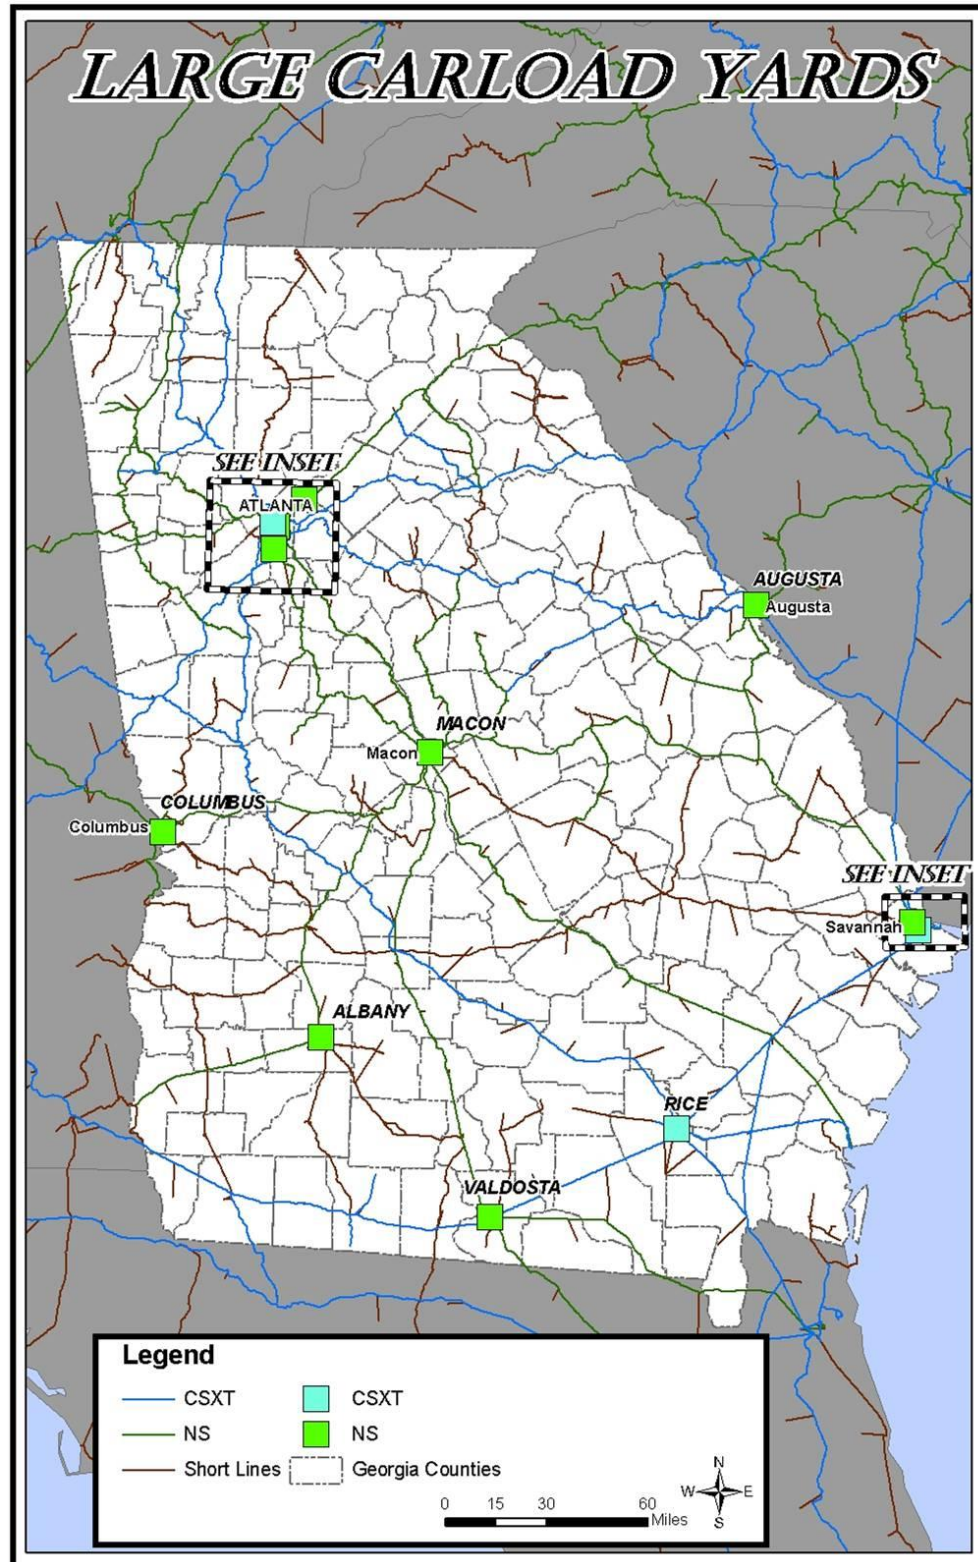 LARGE CARLOAD YARDS
SEE INSET
ATLANTA
AUGUSTA
Augusta
MACON
Macon
COLUMBUS
Columbus
SEE INSET
Savannah
ALBANY
RICE
VALDOSTA
Legend
CSXT CSXT
NS NS
Short Lines Georgia Counties
0 15 30 60
Miles
N
W E
S